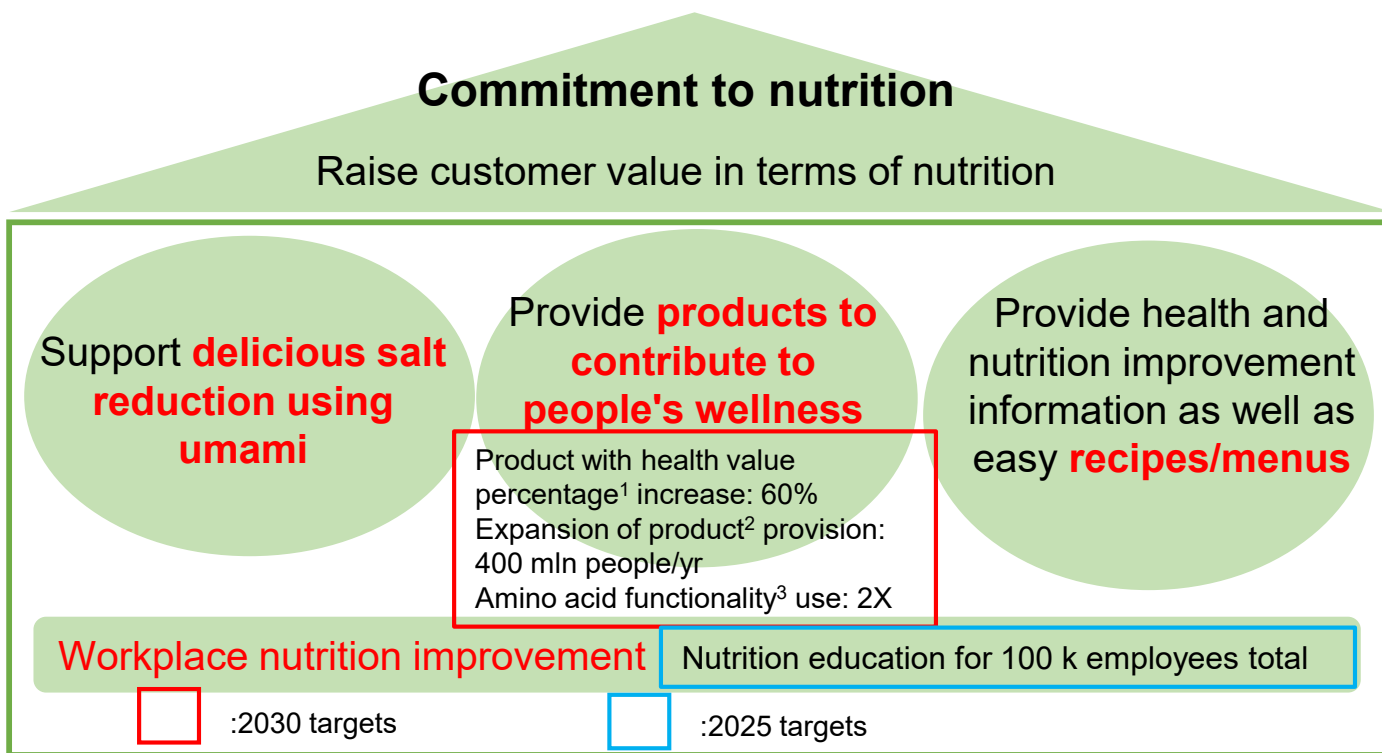 Commitment to nutrition
Raise customer value in terms of nutrition
Support delicious salt
reduction using
umami
Provide products to
contribute to
people's wellness
Product with health value
percentage¹ increase: 60%
Expansion of product² provision:
400 mln people/yr
Amino acid functionality³ use: 2X
Provide health and
nutrition improvement
information as well as
easy recipes/menus
Workplace nutrition improvement
Nutrition education for 100 k employees total
:2030 targets
:2025 targets